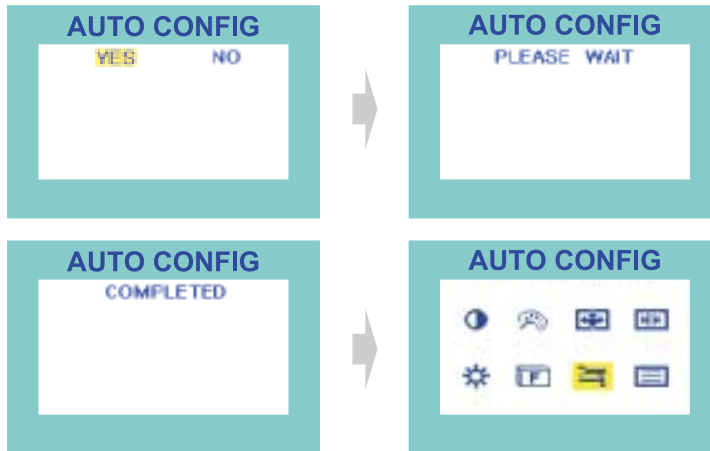 AUTO CONFIG
YES NO
AUTO CONFIG
PLEASE WAIT
AUTO CONFIG
COMPLETED
AUTO CONFIG
F